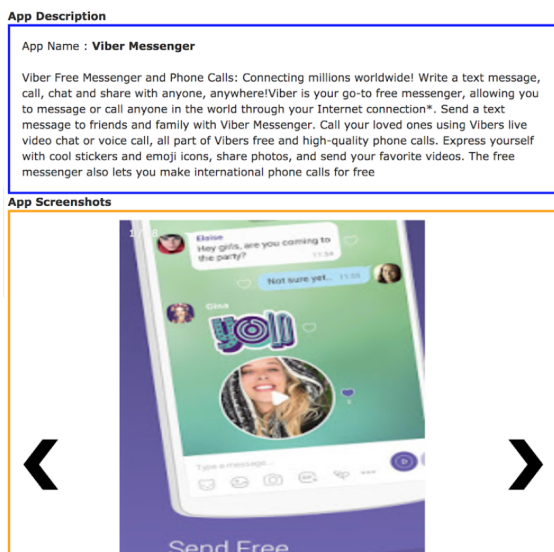 App Description
App Name : Viber Messenger
Viber Free Messenger and Phone Calls: Connecting millions worldwide! Write a text message,
call, chat and share with anyone, anywhere!Viber is your go-to free messenger, allowing you
to message or call anyone in the world through your Internet connection*. Send a text
message to friends and family with Viber Messenger. Call your loved ones using Vibers live
video chat or voice call, all part of Vibers free and high-quality phone calls. Express yourself
with cool stickers and emoji icons, share photos, and send your favorite videos. The free
messenger also lets you make international phone calls for free
App Screenshots
Eloise
Hey girls, are you coming to
the party?
11:54
Not sure yet.. 11:55
Gina
yolo
Type a message...
Send Free